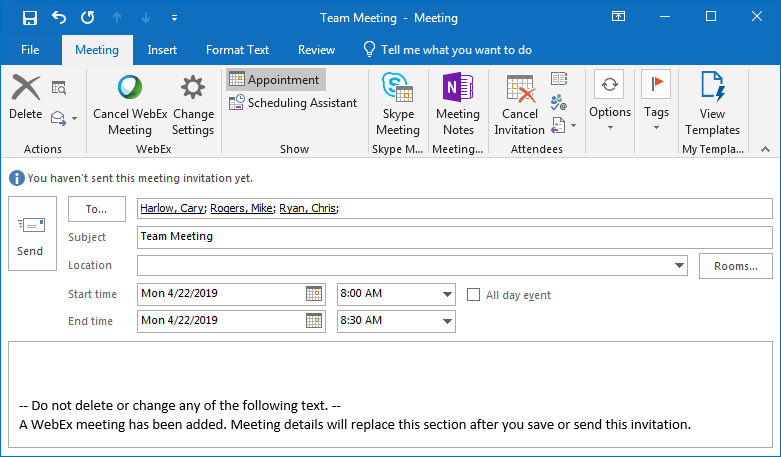 Team Meeting - Meeting
File Meeting Insert Format Text Review Tell me what you want to do
Delete
Actions
Cancel WebEx Meeting
Change Settings
WebEx
Appointment
Scheduling Assistant
Show
Skype Meeting
Skype M...
Meeting Notes
Meeting...
Cancel Invitation
Attendees
Options
Tags
View Templates
My Templa...
You haven't sent this meeting invitation yet.
Send
To... Harlow, Cary; Rogers, Mike; Ryan, Chris;
Subject Team Meeting
Location Rooms...
Start time Mon 4/22/2019 8:00 AM All day event
End time Mon 4/22/2019 8:30 AM
-- Do not delete or change any of the following text. --
A WebEx meeting has been added. Meeting details will replace this section after you save or send this invitation.